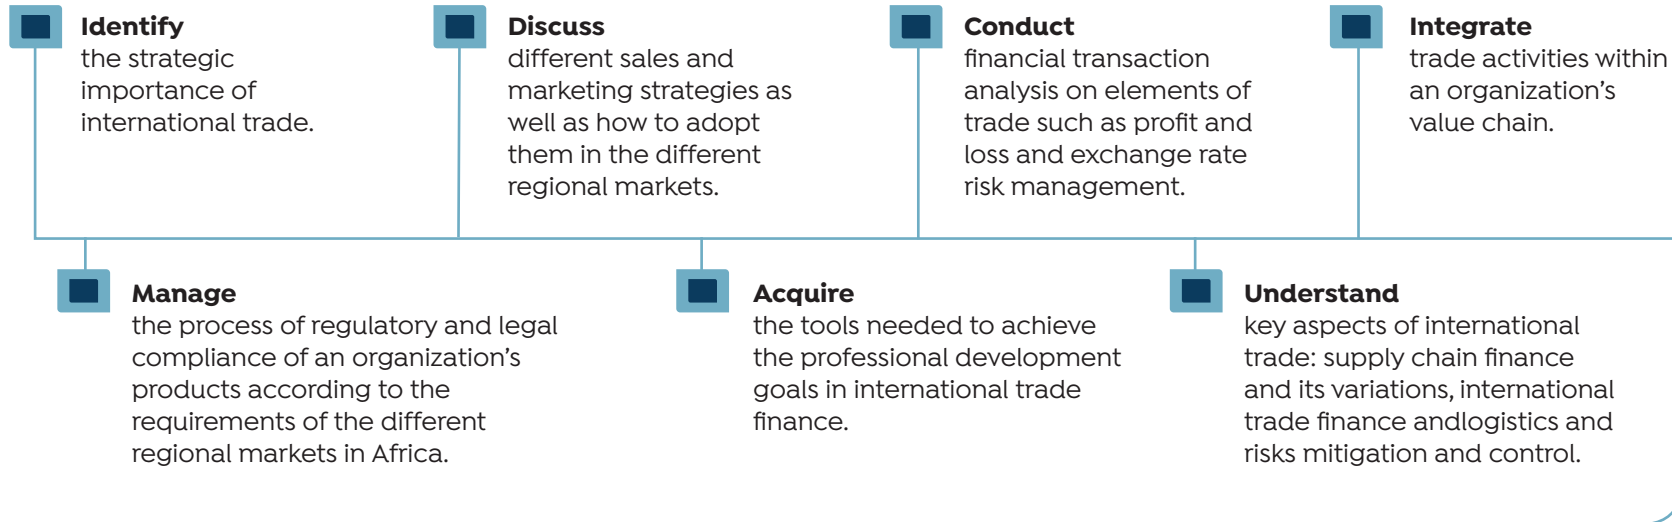 Identify
the strategic
importance of
international trade.
Discuss
different sales and
marketing strategies as
well as how to adopt
them in the different
regional markets.
Conduct
financial transaction
analysis on elements of
trade such as profit and
loss and exchange rate
risk management.
Integrate
trade activities within
an organization’s
value chain.
Manage
the process of regulatory and legal
compliance of an organization’s
products according to the
requirements of the different
regional markets in Africa.
Acquire
the tools needed to achieve
the professional development
goals in international trade
finance.
Understand
key aspects of international
trade: supply chain finance
and its variations, international
trade finance andlogistics and
risks mitigation and control.